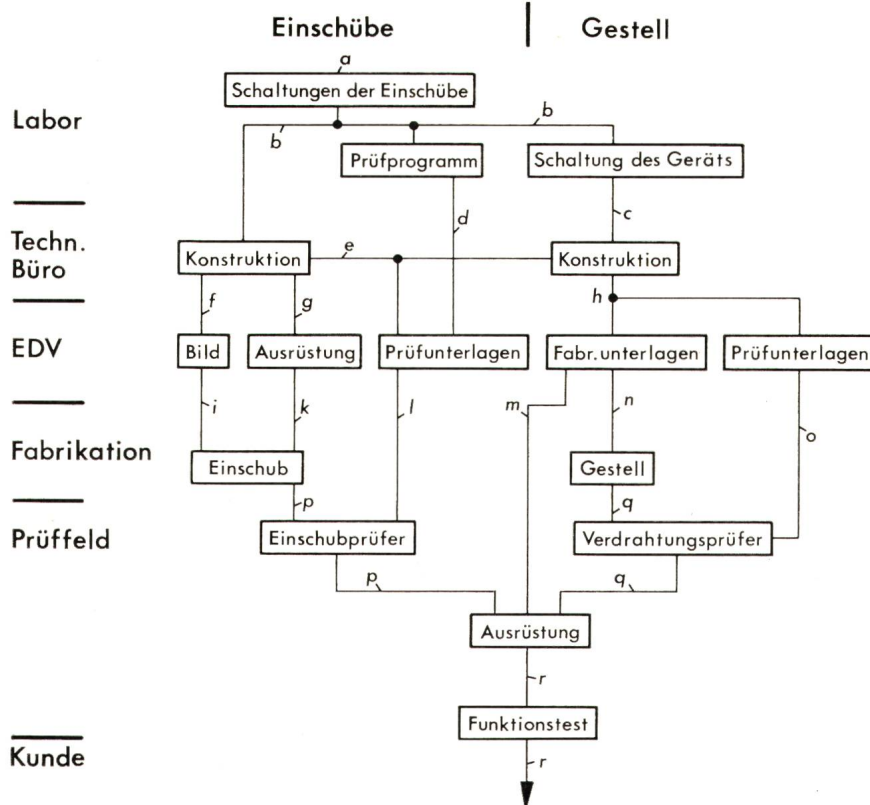 Einschübe
Gestell
a
Schaltungen der Einschübe
Labor
b
b
Prüfprogramm
Schaltung des Geräts
d
c
Techn.
Büro
Konstruktion
e
Konstruktion
f
g
h
EDV
Bild
Ausrüstung
Prüfunterlagen
Fabr.unterlagen
Prüfunterlagen
i
k
l
m
n
o
Fabrikation
Einschub
Gestell
p
q
Prüffeld
Einschubprüfer
Verdrahtungsprüfer
p
q
Ausrüstung
r
Funktionstest
Kunde
r